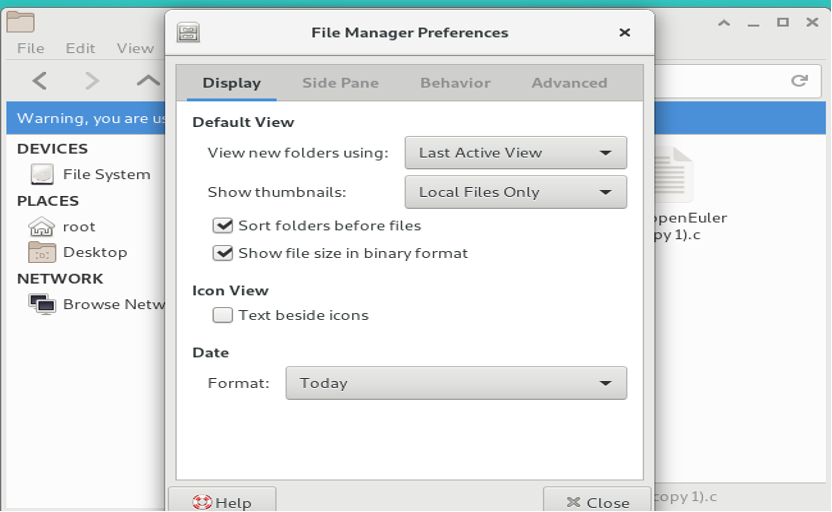 File Manager Preferences
File Edit View
Display Side Pane Behavior Advanced
Warning, you are us
DEVICES
File System
PLACES
root
Desktop
NETWORK
Browse Netw
Default View
View new folders using: Last Active View
Show thumbnails: Local Files Only
Sort folders before files
Show file size in binary format
Icon View
Text beside icons
Date
Format: Today
Help Close
openEuler
py 1).c
copy 1).c